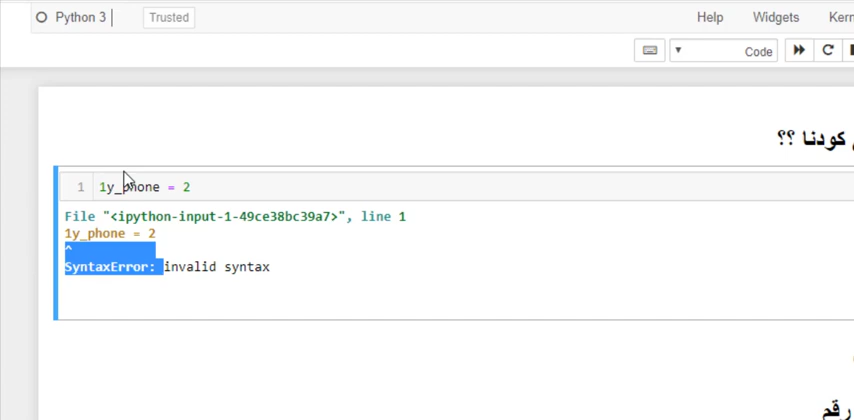 Python 3 Trusted Help Widgets
Code
كودنا ؟؟
1 1y_phone = 2
File "<ipython-input-1-49ce38bc39a7>", line 1
1y_phone = 2
^
SyntaxError: invalid syntax
رقم